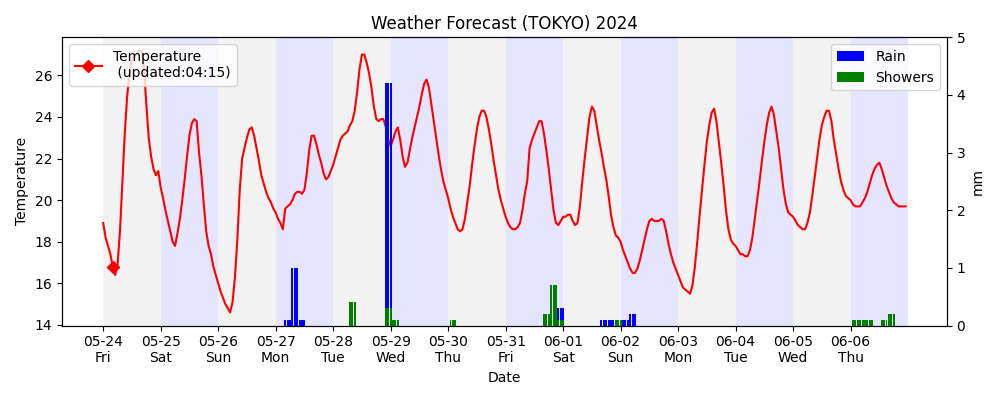 Weather Forecast (TOKYO) 2024
Temperature
(updated:04:15)
Rain
Showers
Temperature
26
24
22
20
18
16
14
5
4
3
2
1
0
mm
05-24 05-25 05-26 05-27 05-28 05-29 05-30 05-31 06-01 06-02 06-03 06-04 06-05 06-06
Fri Sat Sun Mon Tue Wed Thu Fri Sat Sun Mon Tue Wed Thu
Date